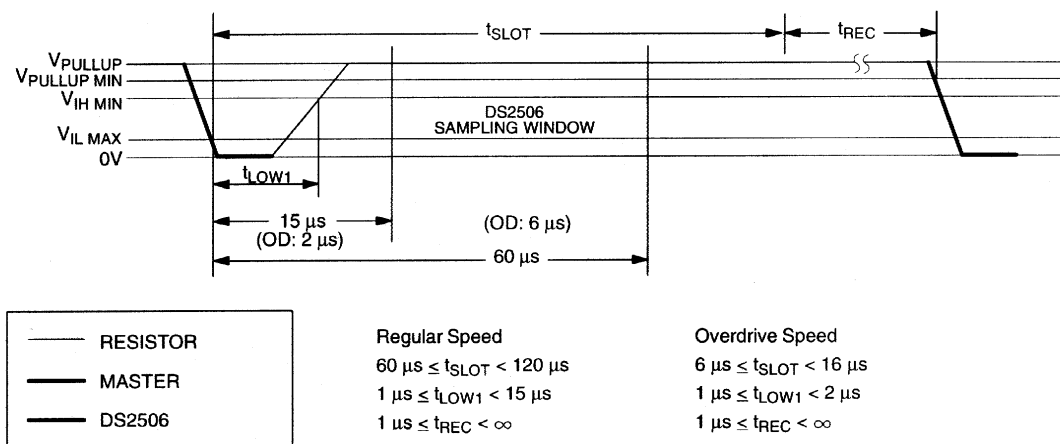 tSLOT
tREC
VPULLUP
VPULLUP MIN
VIH MIN
DS2506
SAMPLING WINDOW
VIL MAX
0V
tLOW1
15 µs
(OD: 2 µs)
(OD: 6 µs)
60 µs
RESISTOR
MASTER
DS2506
Regular Speed
60 µs ≤ tSLOT < 120 µs
1 µs ≤ tLOW1 < 15 µs
1 µs ≤ tREC < ∞
Overdrive Speed
6 µs ≤ tSLOT < 16 µs
1 µs ≤ tLOW1 < 2 µs
1 µs ≤ tREC < ∞